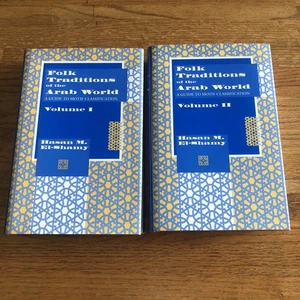 Folk
Traditions
of the
Arab World
A GUIDE TO MOTIF CLASSIFICATION
Volume I
Hasan M.
El-Shamy
Folk
Traditions
of the
Arab World
A GUIDE TO MOTIF CLASSIFICATION
Volume II
Hasan M.
El-Shamy